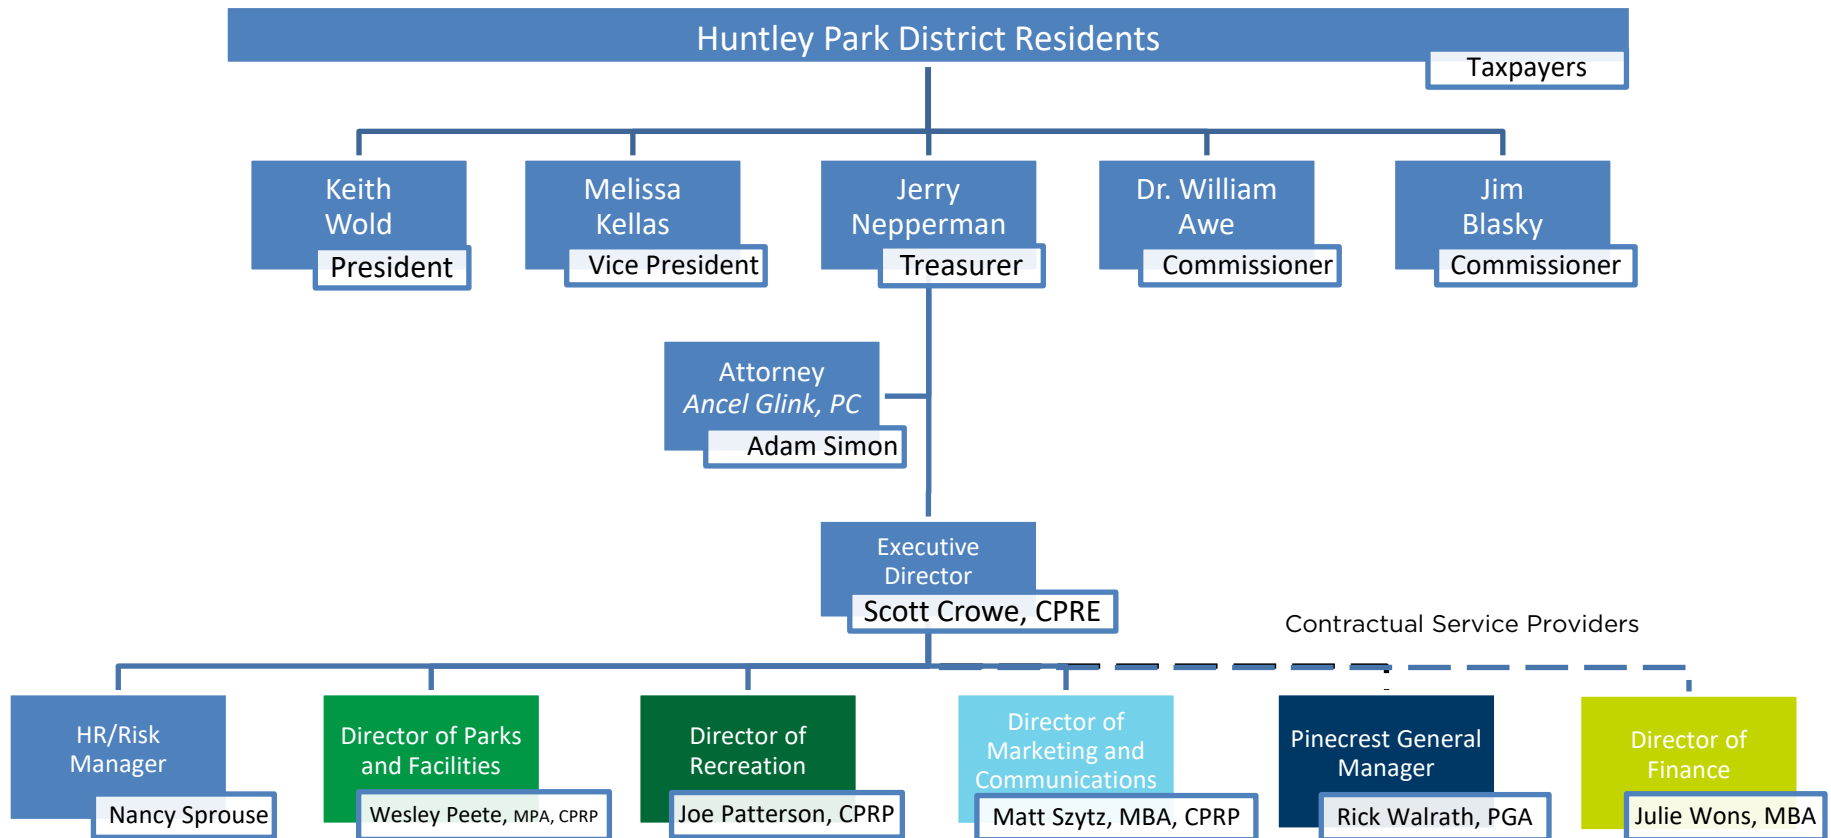 Huntley Park District Residents
Taxpayers
Keith
Wold
President
Melissa
Kellas
Vice President
Jerry
Nepperman
Treasurer
Dr. William
Awe
Commissioner
Jim
Blasky
Commissioner
Attorney
Ancel Glink, PC
Adam Simon
Executive
Director
Scott Crowe, CPRE
Contractual Service Providers
HR/Risk
Manager
Nancy Sprouse
Director of Parks
and Facilities
Wesley Peete, MPA, CPRP
Director of
Recreation
Joe Patterson, CPRP
Director of
Marketing and
Communications
Matt Szytz, MBA, CPRP
Pinecrest General
Manager
Rick Walrath, PGA
Director of
Finance
Julie Wons, MBA